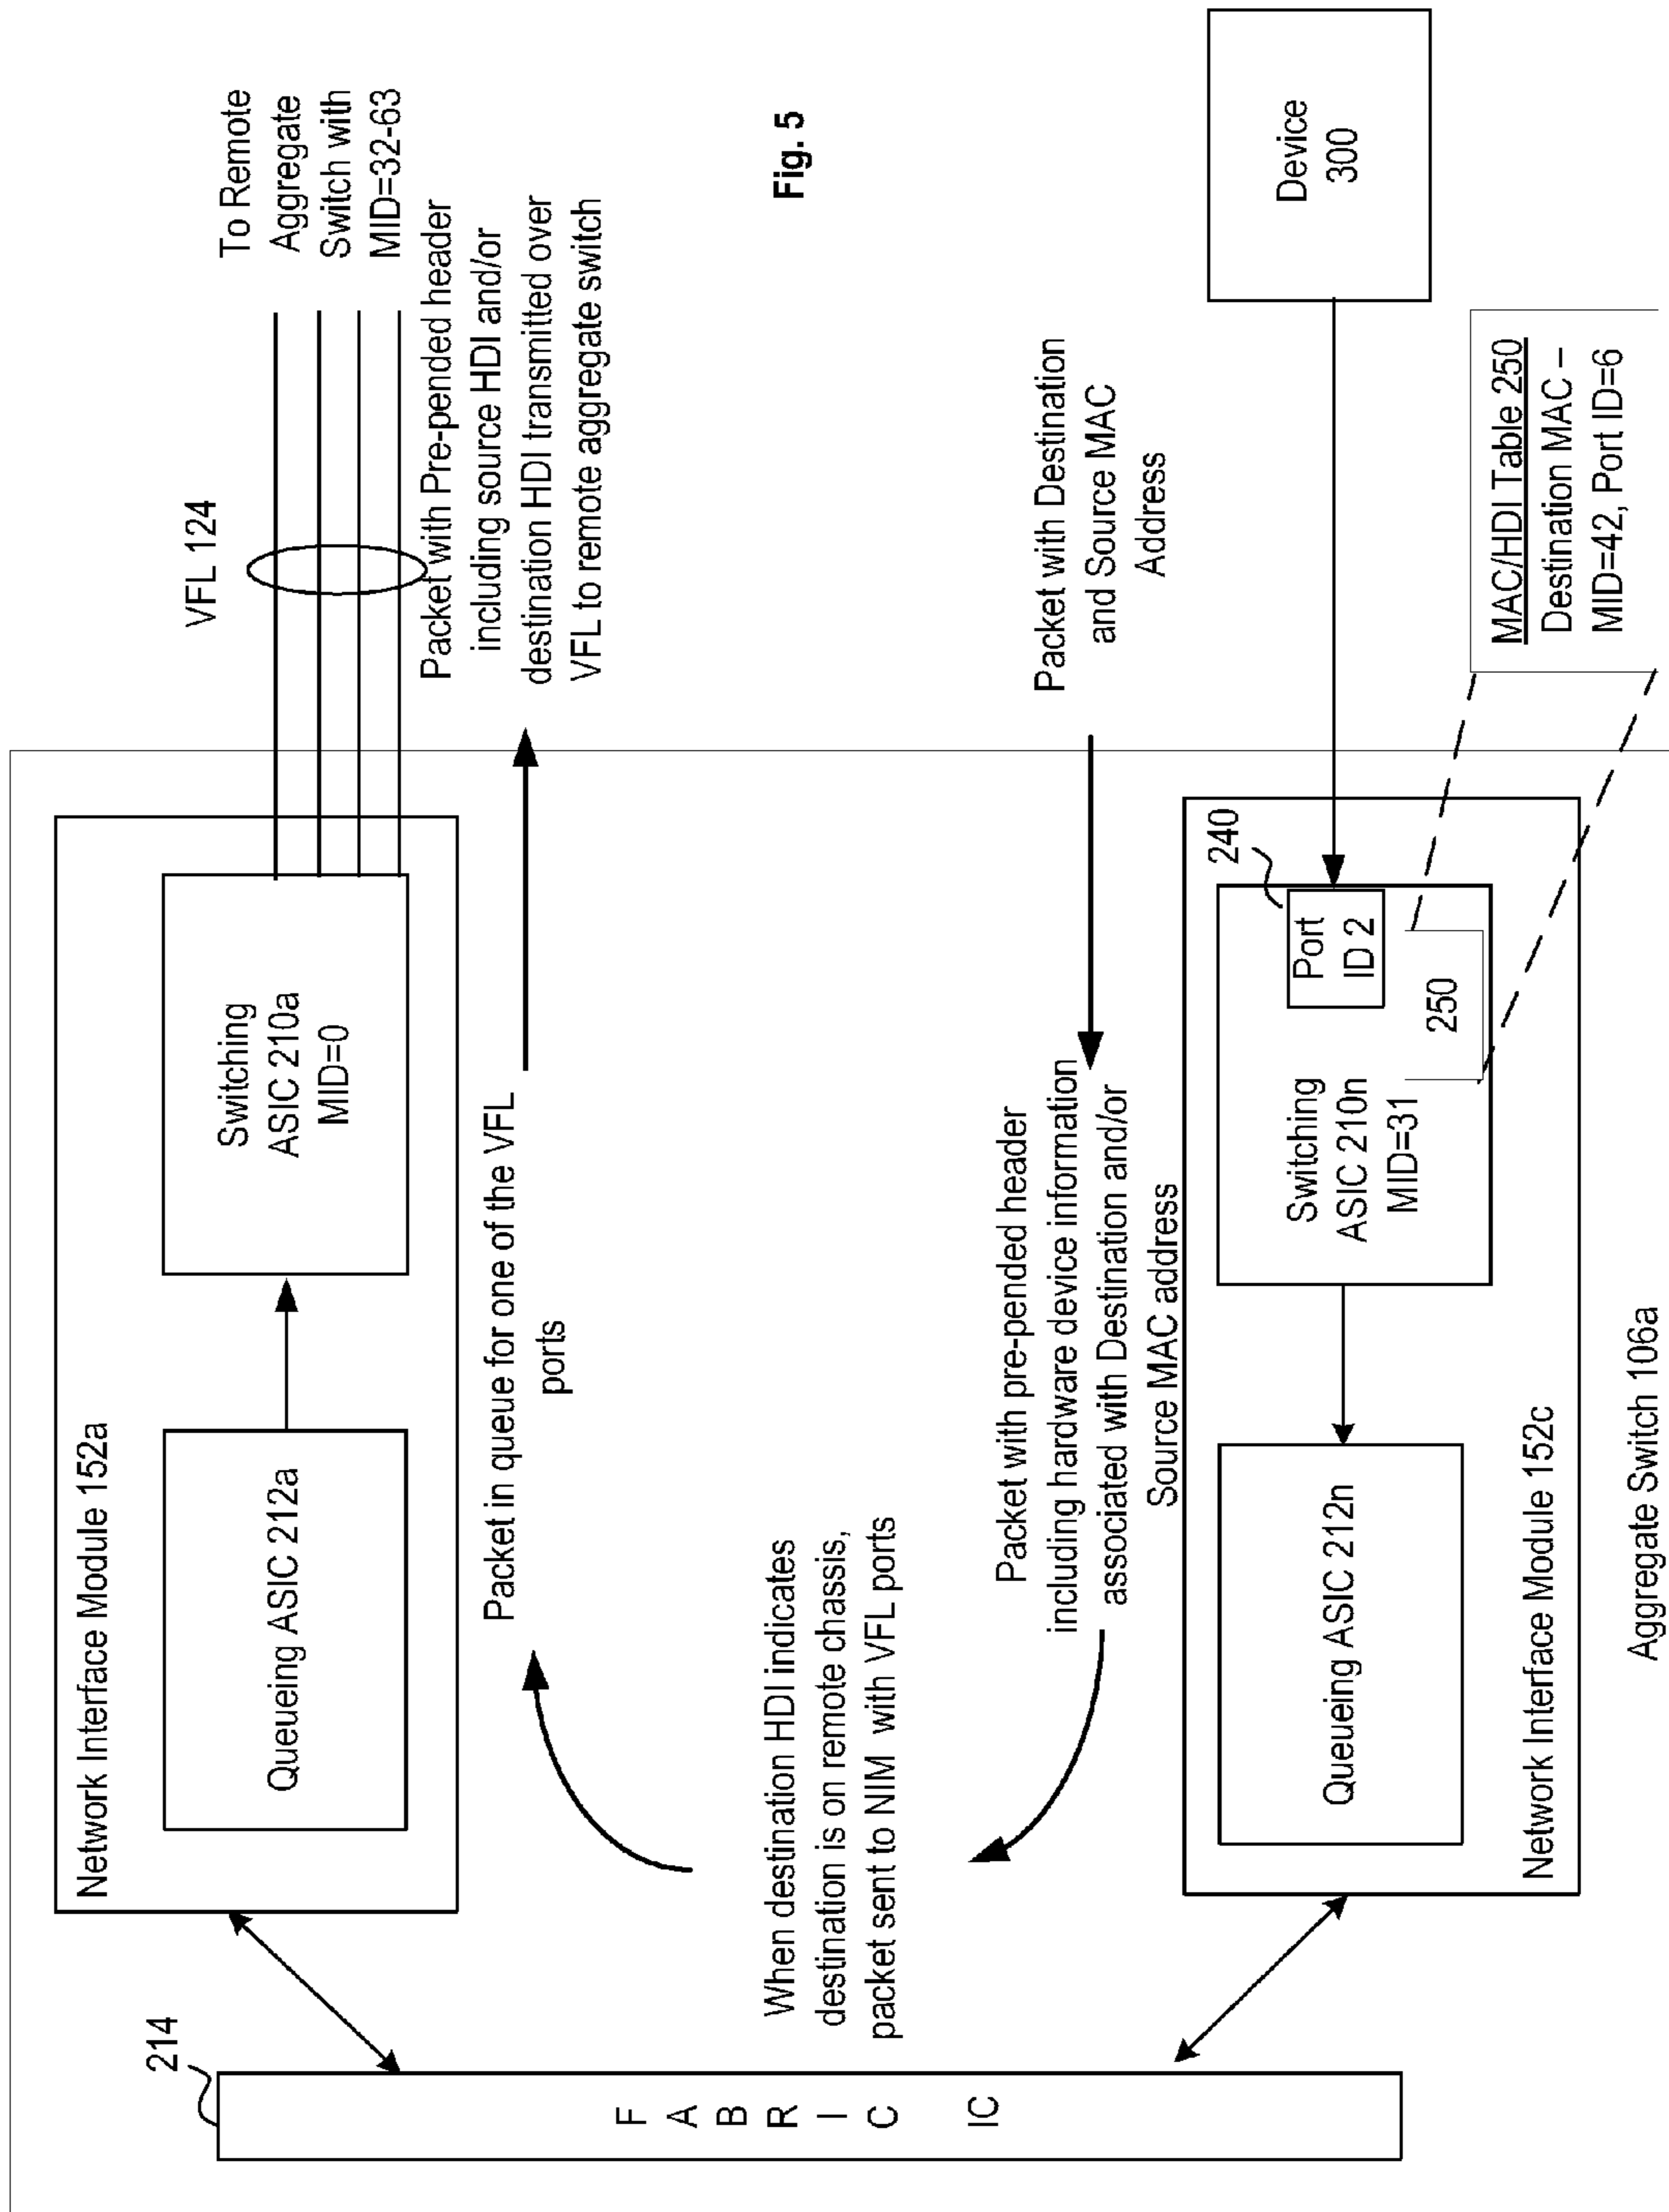 214
F
A
B
R
I
C
IC
Network Interface Module 152a
Queueing ASIC 212a
Switching
ASIC 210a
MID=0
VFL 124
To Remote
Aggregate
Switch with
MID=32-63
Packet in queue for one of the VFL
ports
Packet with Pre-pended header
including source HDI and/or
destination HDI transmitted over
VFL to remote aggregate switch
Fig. 5
When destination HDI indicates
destination is on remote chassis,
packet sent to NIM with VFL ports
Packet with pre-pended header
including hardware device information
associated with Destination and/or
Source MAC address
Packet with Destination
and Source MAC
Address
Queueing ASIC 212n
Switching
ASIC 210n
MID=31
240
Port
ID 2
250
Device
300
Network Interface Module 152c
MAC/HDI Table 250
Destination MAC –
MID=42, Port ID=6
Aggregate Switch 106a